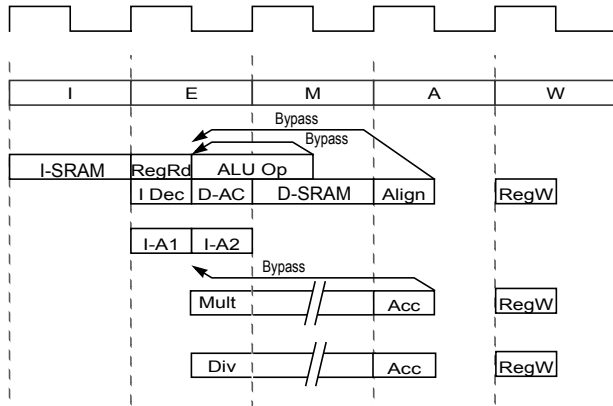 I E M A W
Bypass
Bypass
I-SRAM RegRd ALU Op
I Dec D-AC D-SRAM Align RegW
I-A1 I-A2
Bypass
Mult Acc RegW
Div Acc RegW